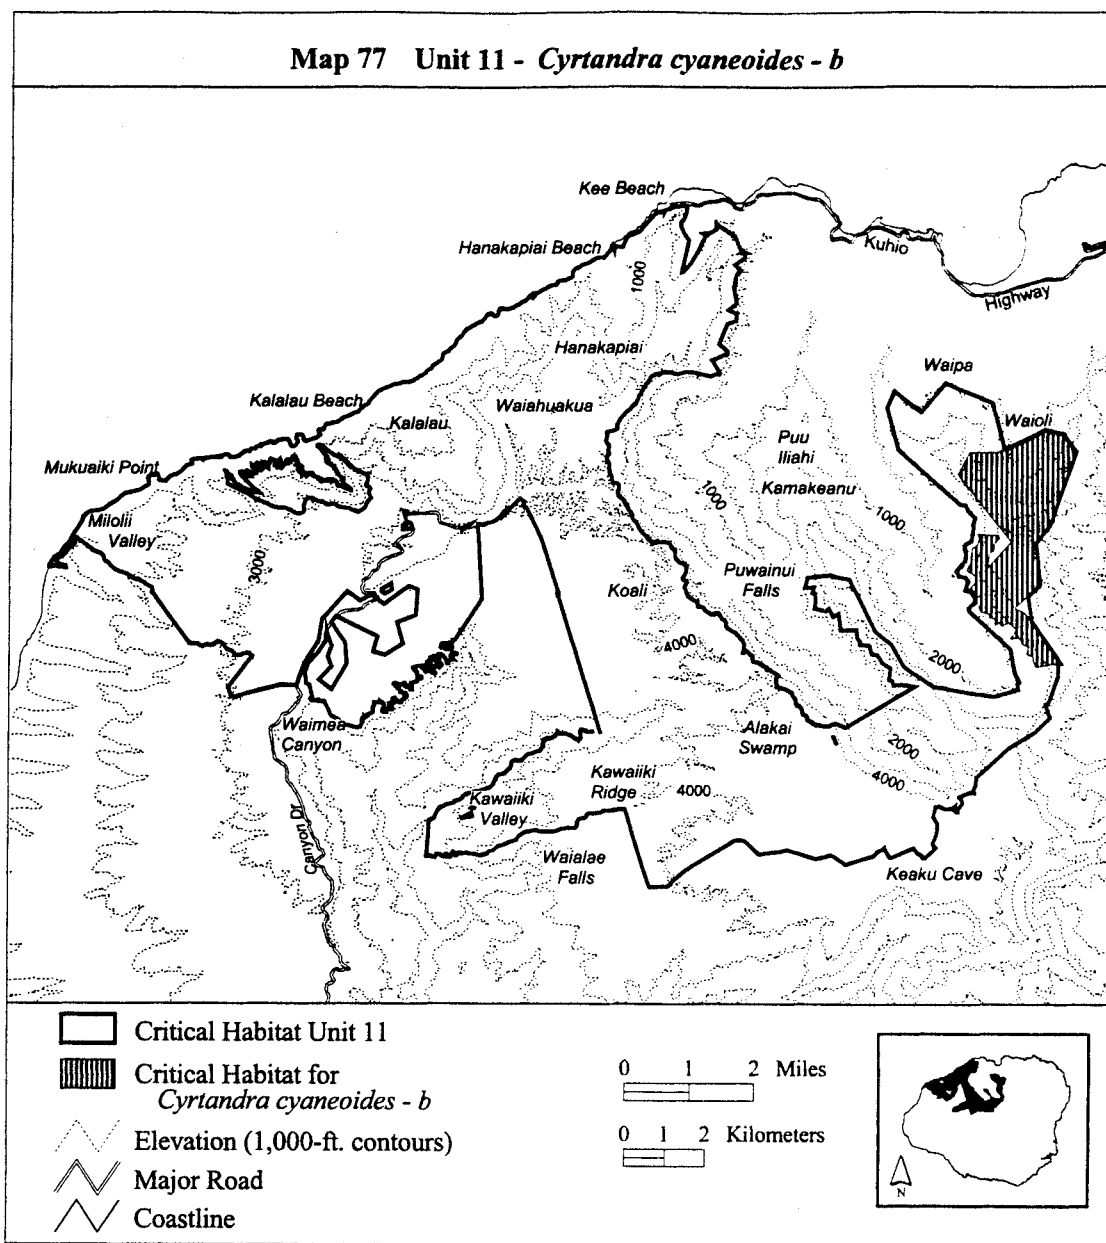 Map 77 Unit 11 - Cyrtandra cyaneoides - b
Kee Beach
Hanakapiai Beach
Kuhio
Highway
1000
Hanakapiai
Waipa
Kalalau Beach
Waiahuakua
Kalalau
Waioli
Puu
Iliahi
Mukuaiki Point
Kamakeanu
1000
1000
Milolii
Valley
3000
Puwainui
Falls
Koali
4000
2000
Waimea
Canyon
Alakai
Swamp
2000
Kawaiiki
Ridge
4000
4000
Kawaiiki
Valley
Canyon Dr
Waialae
Falls
Keaku Cave
Critical Habitat Unit 11
Critical Habitat for
Cyrtandra cyaneoides - b
Elevation (1,000-ft. contours)
Major Road
Coastline
0 1 2 Miles
0 1 2 Kilometers
N